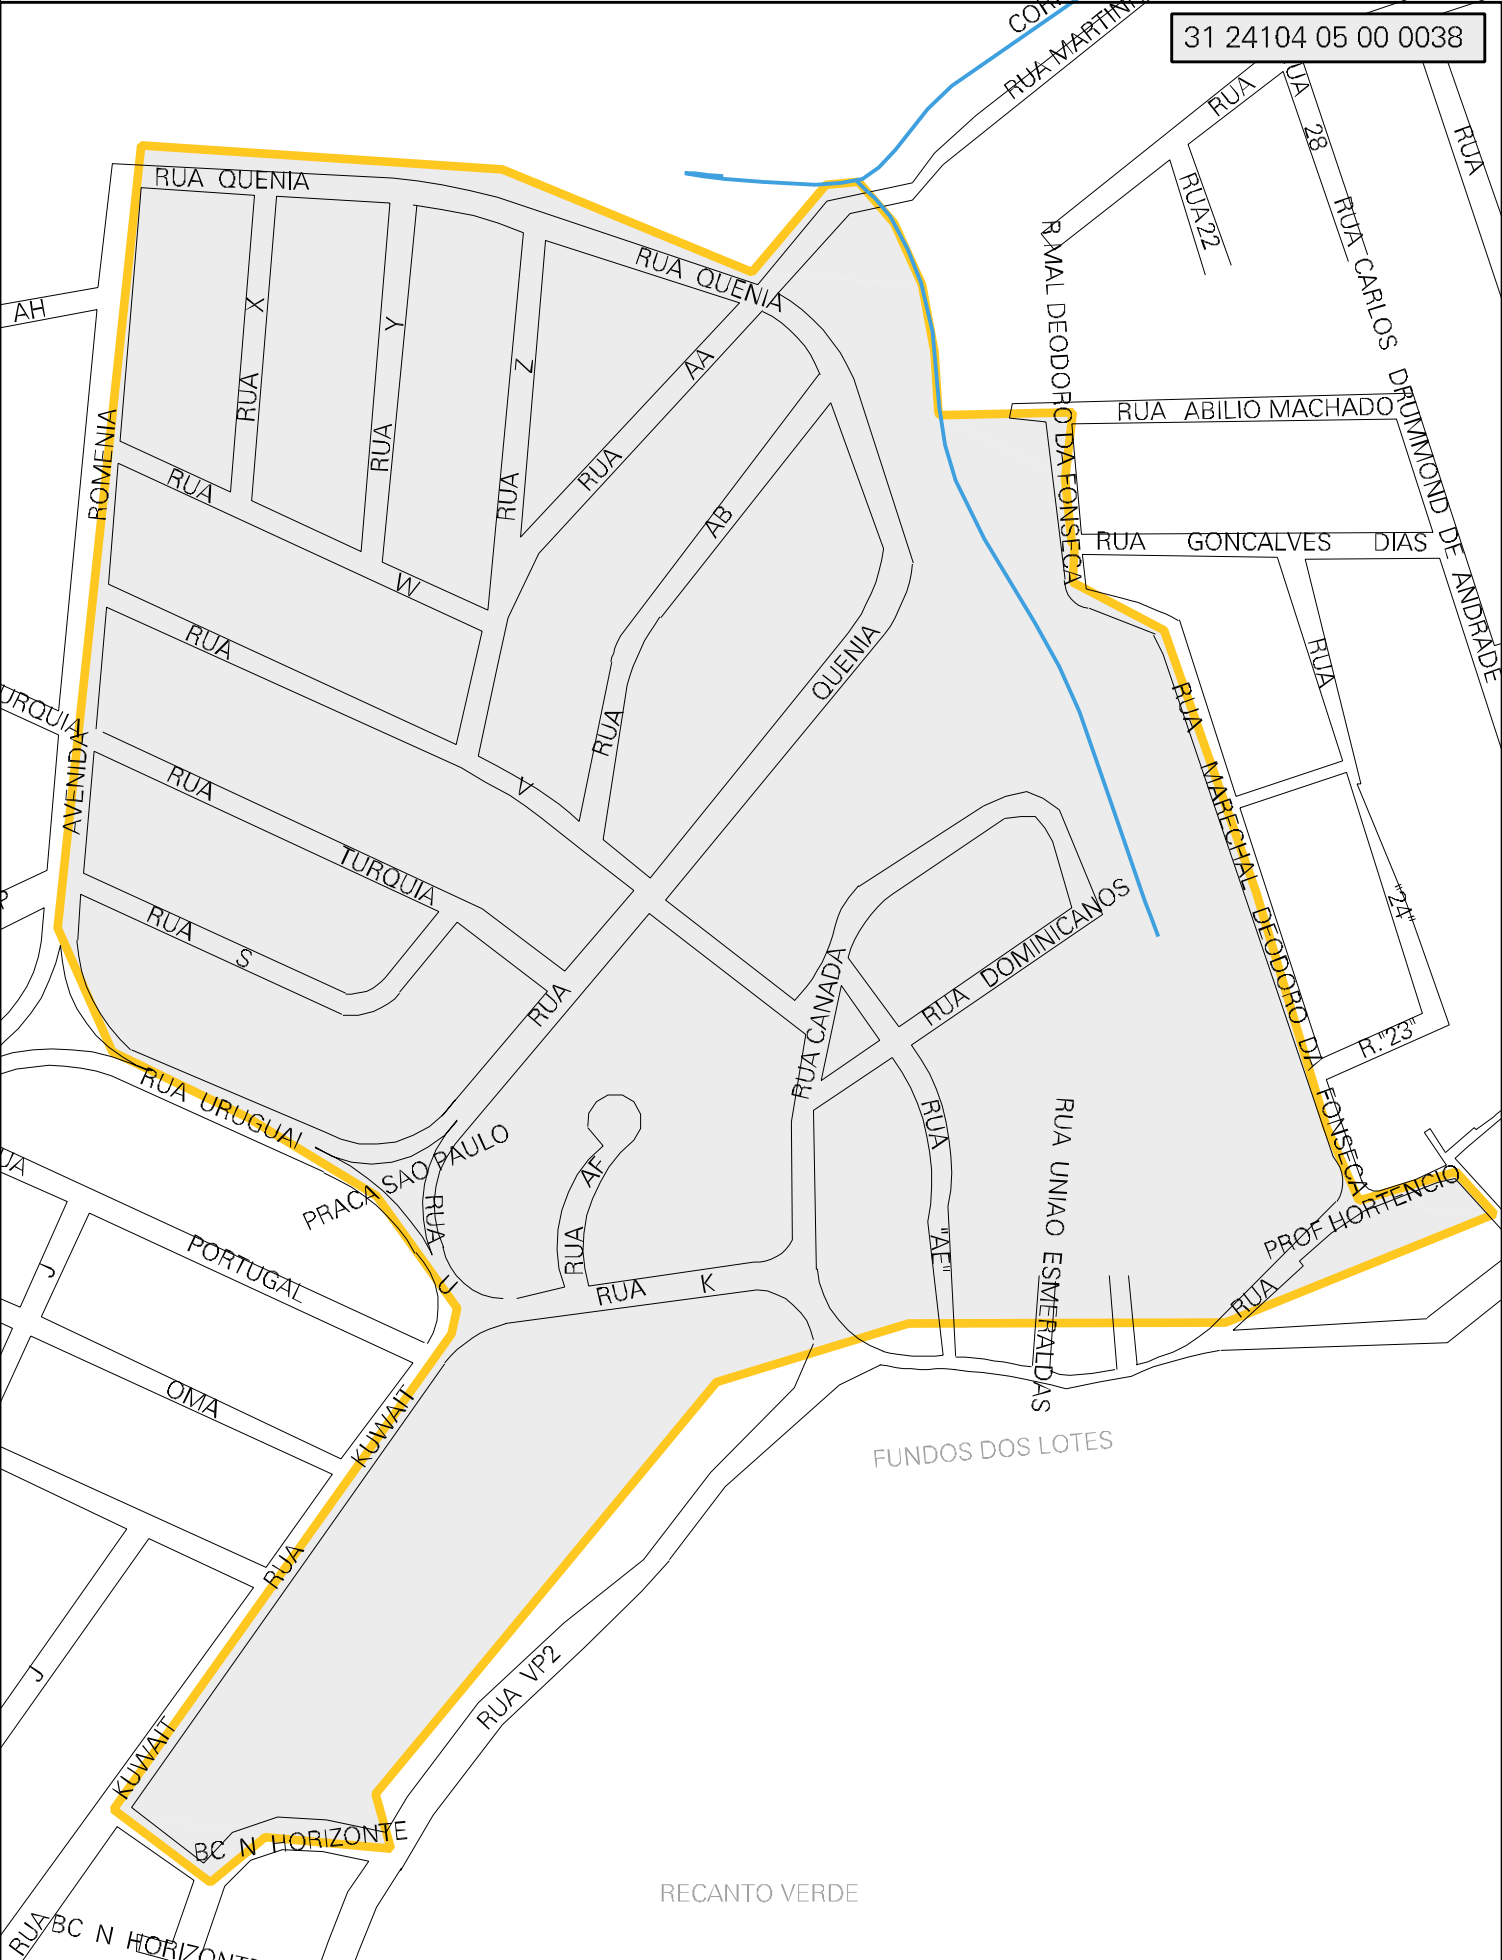 31 24104 05 00 0038
RUA MARTINH
RUA
UA 28
RUA
RUA QUENIA
RUA22
RUA CARLOS DRUMMOND DE ANDRADE
R MAL DEODORO DA FONSECA
RUA QUENIA
AH
RUA X
RUA Y
RUA Z
RUA AA
RUA ABILIO MACHADO
AVENIDA ROMENIA
RUA W
RUA AB
RUA GONCALVES DIAS
RUA V
RUA QUENIA
RUA "24"
URQUIA
RUA TURQUIA
RUA MARECHAL DEODORO DA FONSECA
RUA S
RUA DOMINICANOS
RUA CANADA
R."23"
RUA URUGUAI
PRACA SAO PAULO
RUA U
RUA AF
RUA "AE"
RUA UNIAO ESMERALDAS
RUA PROF HORTENCIO
UA
PORTUGAL
J
RUA K
OMA
RUA KUWAIT
FUNDOS DOS LOTES
J
RUA VP2
RUA KUWAIT
BC N HORIZONTE
RECANTO VERDE
BC N HORIZONTE